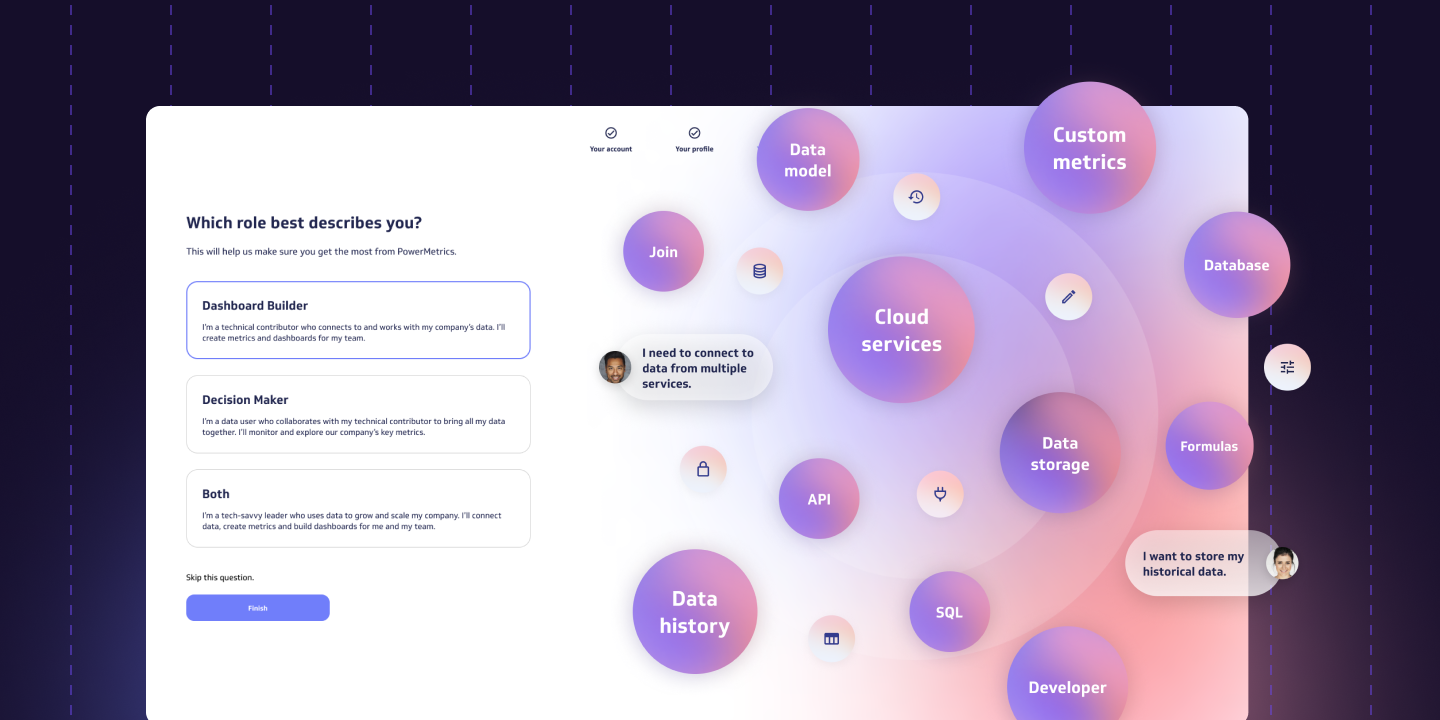 Your account
Your profile
Which role best describes you?
This will help us make sure you get the most from PowerMetrics.
Dashboard Builder
I'm a technical contributor who connects to and works with my company's data. I'll
create metrics and dashboards for my team.
Decision Maker
I'm a data user who collaborates with my technical contributor to bring all my data
together. I'll monitor and explore our company's key metrics.
Both
I'm a tech-savvy leader who uses data to grow and scale my company. I'll connect
data, create metrics and build dashboards for me and my team.
Skip this question.
Finish
Data
model
Custom
metrics
Join
Database
Cloud
services
I need to connect to
data from multiple
services.
Data
storage
Formulas
API
I want to store my
historical data.
Data
history
SQL
Developer